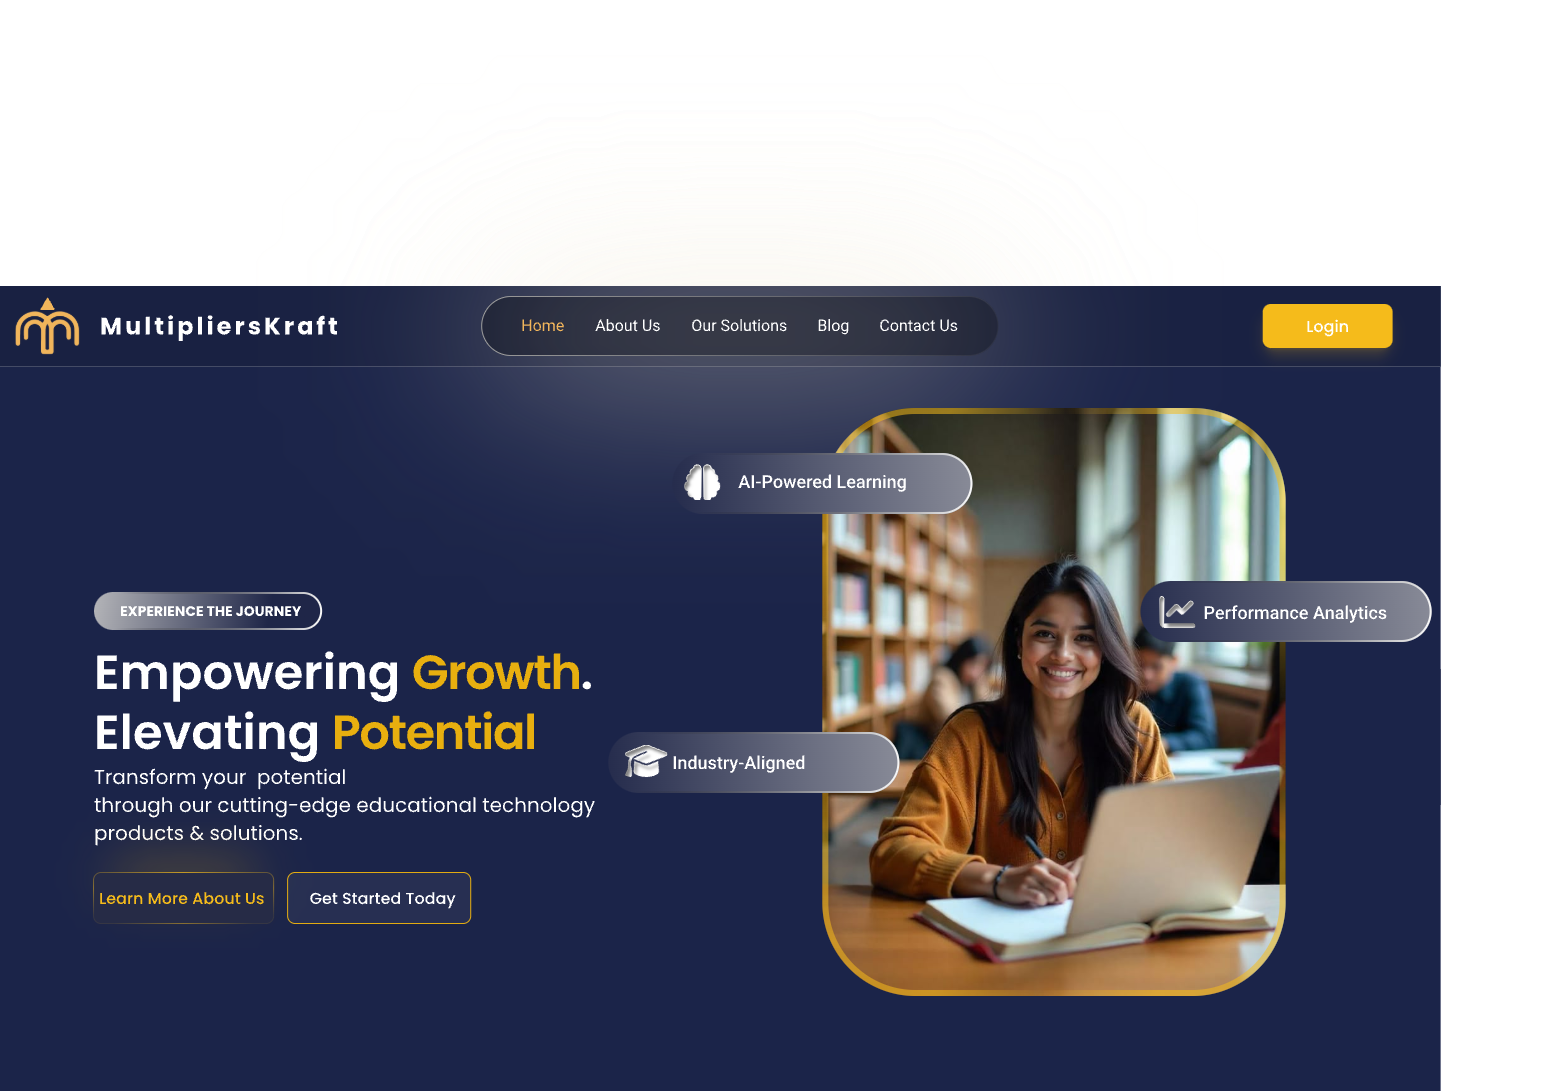 MultipliersKraft
Home About Us Our Solutions Blog Contact Us
Login
AI-Powered Learning
Performance Analytics
EXPERIENCE THE JOURNEY
Empowering Growth.
Elevating Potential
Industry-Aligned
Transform your  potential
through our cutting-edge educational technology
products & solutions.
Learn More About Us
Get Started Today